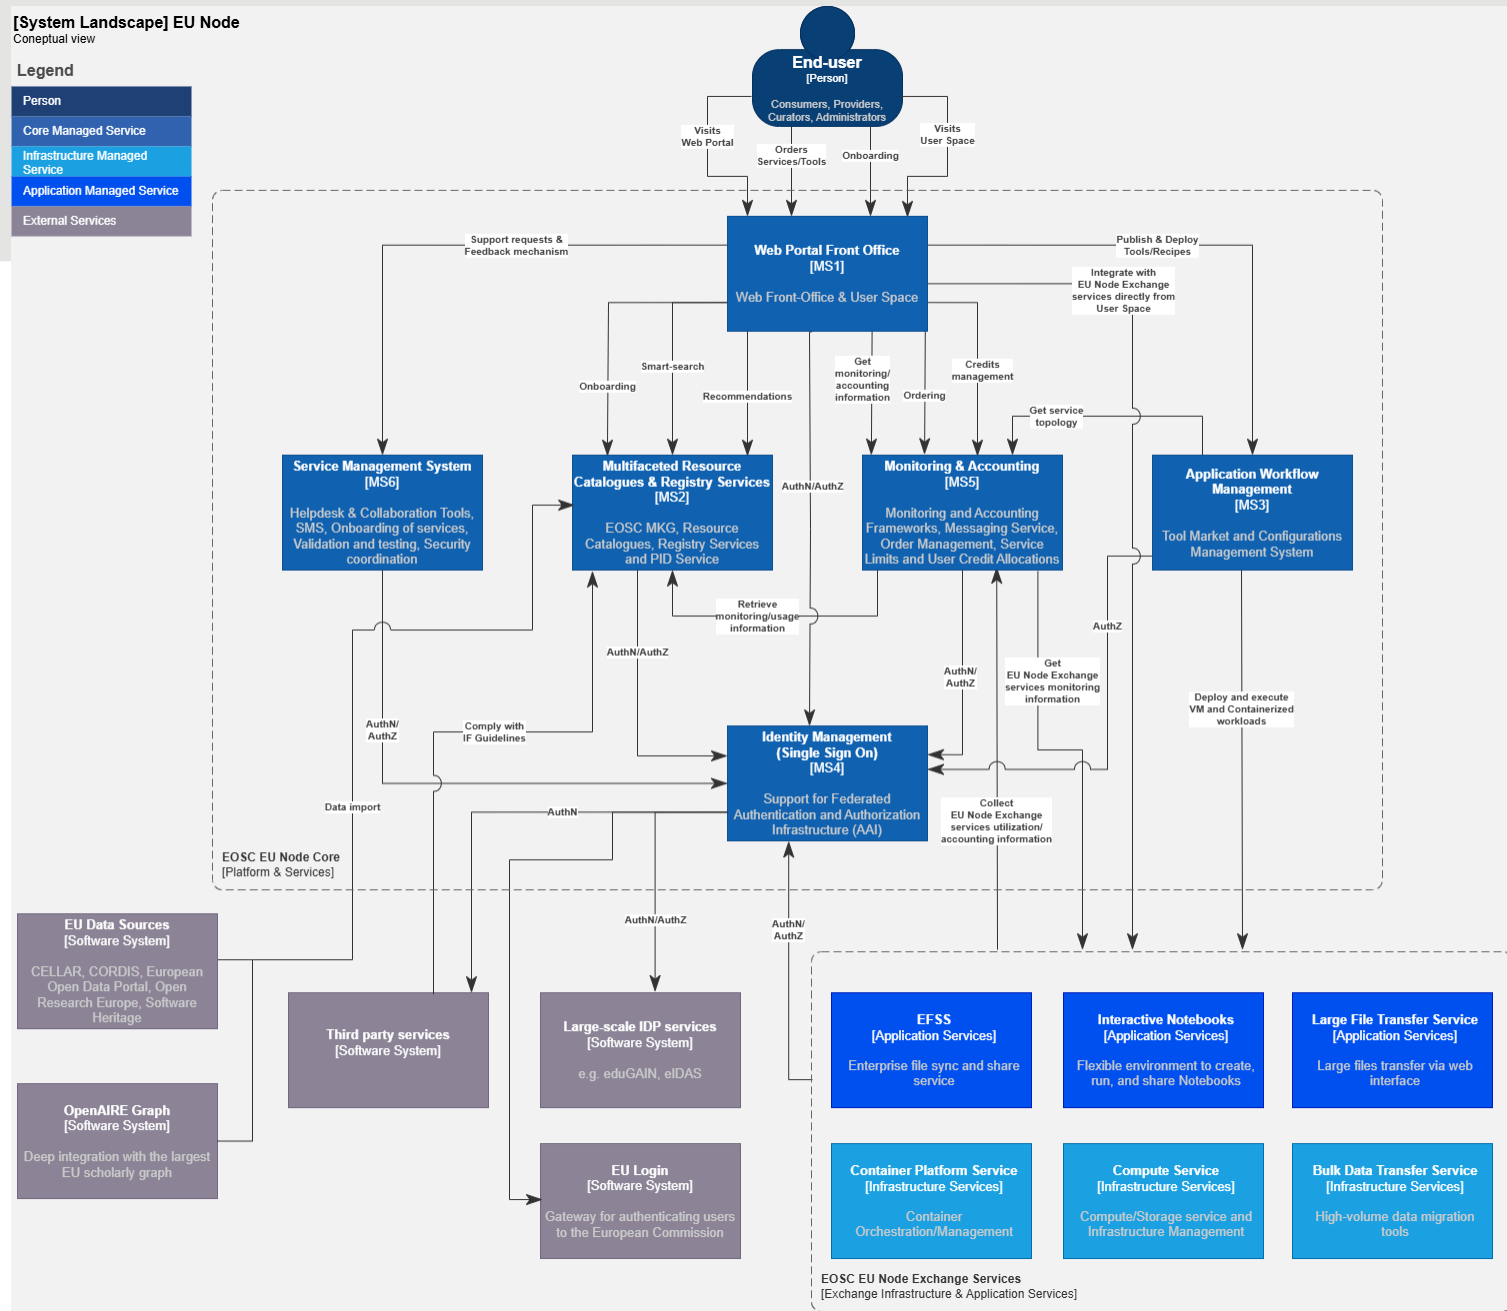 [System Landscape] EU Node
Coneptual view
Legend
Person
Core Managed Service
Infrastructure Managed
Service
Application Managed Service
External Services
End-user
[Person]
Consumers, Providers,
Curators, Administrators
Visits
Web Portal
Orders
Services/Tools
Onboarding
Visits
User Space
Web Portal Front Office
[MS1]
Web Front-Office & User Space
Support requests &
Feedback mechanism
Publish & Deploy
Tools/Recipes
Integrate with
EU Node Exchange
services directly from
User Space
Onboarding
Smart-search
Recommendations
AuthN/AuthZ
Get
monitoring/
accounting
information
Ordering
Credits
management
Get service
topology
Service Management System
[MS6]
Helpdesk & Collaboration Tools,
SMS, Onboarding of services,
Validation and testing, Security
coordination
Multifaceted Resource
Catalogues & Registry Services
[MS2]
EOSC MKG, Resource
Catalogues, Registry Services
and PID Service
Monitoring & Accounting
[MS5]
Monitoring and Accounting
Frameworks, Messaging Service,
Order Management, Service
Limits and User Credit Allocations
Application Workflow
Management
[MS3]
Tool Market and Configurations
Management System
Retrieve
monitoring/usage
information
AuthN/AuthZ
AuthN/
AuthZ
Get
EU Node Exchange
services monitoring
information
AuthZ
Deploy and execute
VM and Containerized
workloads
AuthN/
AuthZ
Comply with
IF Guidelines
Data import
Identity Management
(Single Sign On)
[MS4]
Support for Federated
Authentication and Authorization
Infrastructure (AAI)
Collect
EU Node Exchange
services utilization/
accounting information
AuthN
EOSC EU Node Core
[Platform & Services]
AuthN/AuthZ
AuthN/
AuthZ
EU Data Sources
[Software System]
CELLAR, CORDIS, European
Open Data Portal, Open
Research Europe, Software
Heritage
Third party services
[Software System]
Large-scale IDP services
[Software System]
e.g. eduGAIN, eIDAS
EFSS
[Application Services]
Enterprise file sync and share
service
Interactive Notebooks
[Application Services]
Flexible environment to create,
run, and share Notebooks
Large File Transfer Service
[Application Services]
Large files transfer via web
interface
OpenAIRE Graph
[Software System]
Deep integration with the largest
EU scholarly graph
EU Login
[Software System]
Gateway for authenticating users
to the European Commission
Container Platform Service
[Infrastructure Services]
Container
Orchestration/Management
Compute Service
[Infrastructure Services]
Compute/Storage service and
Infrastructure Management
Bulk Data Transfer Service
[Infrastructure Services]
High-volume data migration
tools
EOSC EU Node Exchange Services
[Exchange Infrastructure & Application Services]